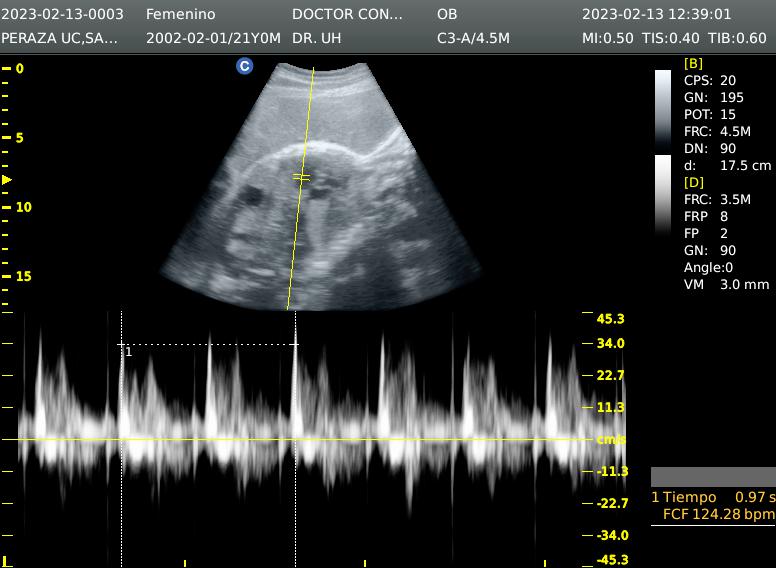 2023-02-13-0003 Femenino DOCTOR CON... OB 2023-02-13 12:39:01
PERAZA UC,SA... 2002-02-01/21Y0M DR. UH C3-A/4.5M MI:0.50 TIS:0.40 TIB:0.60
C
0
5
10
15
[B]
CPS: 20
GN: 195
POT: 15
FRC: 4.5M
DN: 90
d: 17.5 cm
[D]
FRC: 3.5M
FRP 8
FP 2
GN: 90
Angle:0
VM 3.0 mm
1
45.3
34.0
22.7
11.3
cm/s
-11.3
-22.7
-34.0
-45.3
1 Tiempo 0.97 s
FCF 124.28 bpm